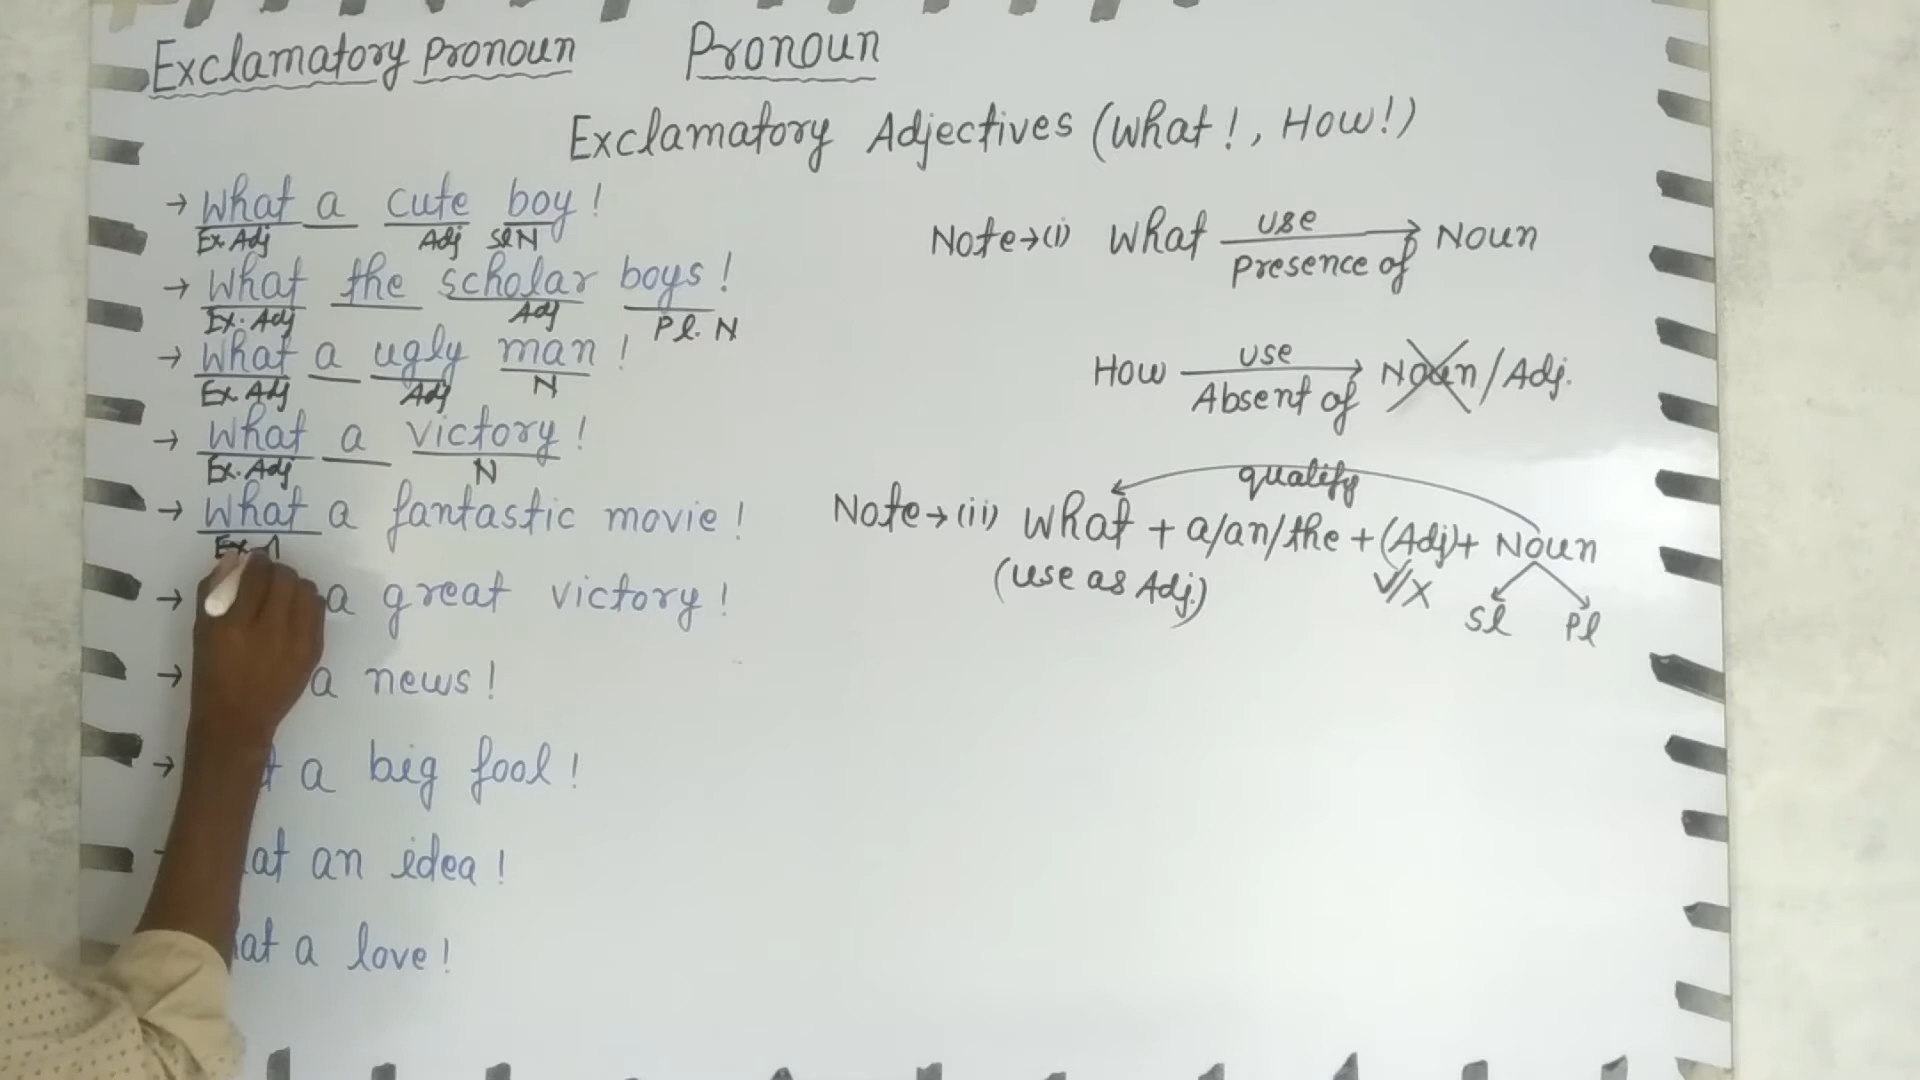 Exclamatory Pronoun Pronoun
Exclamatory Adjectives (What!, How!)
→ What a cute boy!
Ex Adj Adj Sl N
→ What the scholar boys!
Ex. Adj Adj Pl. N
→ What a ugly man!
Ex. Adj Adj N
→ What a victory!
Ex. Adj N
→ What a fantastic movie!
Ex
→ a great victory!
→ a news!
→ a big fool!
an idea!
a love!
Note→(i) What use Noun
Presence of
How use Noun/Adj.
Absent of
qualify
Note→(ii) What + a/an/the + (Adj) + Noun
(use as Adj.) ✓/x
Sl Pl